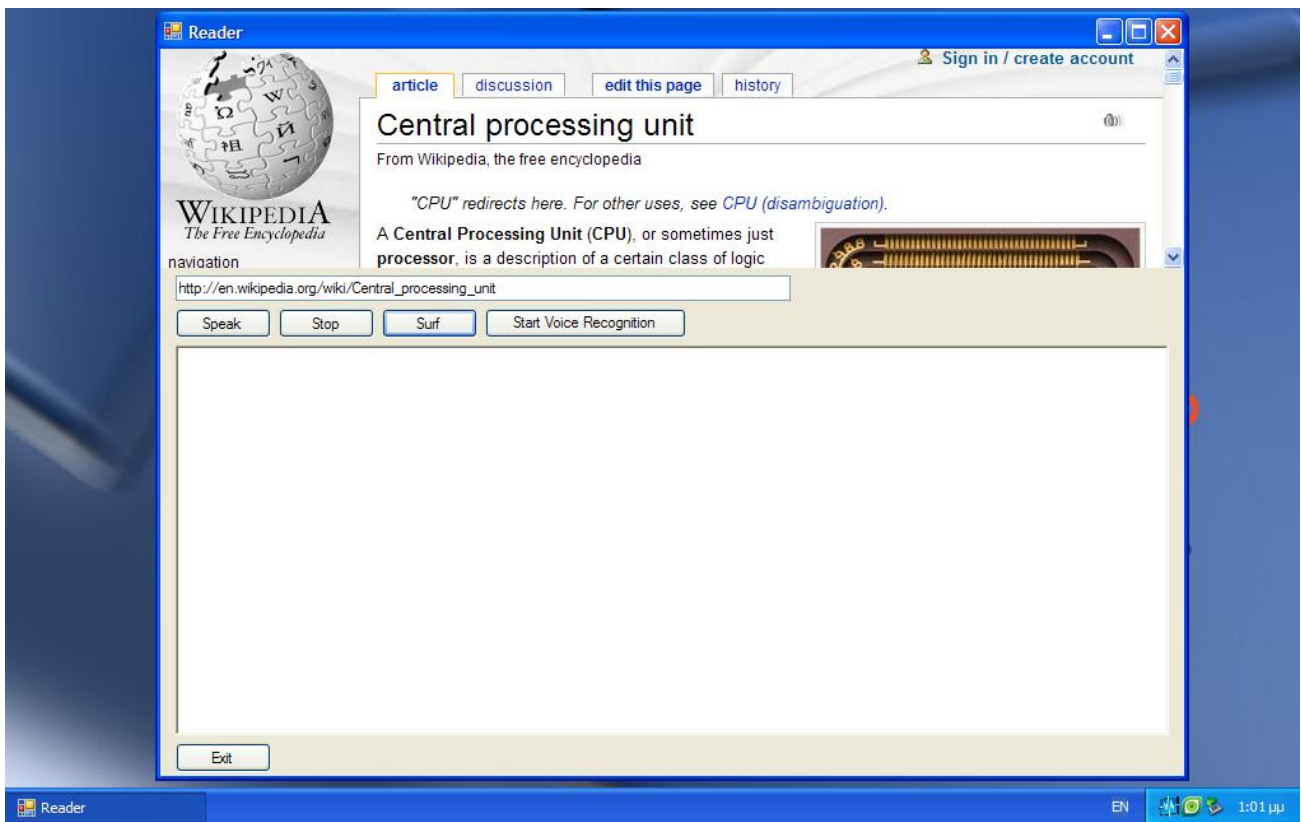 Reader
Sign in / create account
article discussion edit this page history
Central processing unit
From Wikipedia, the free encyclopedia
"CPU" redirects here. For other uses, see CPU (disambiguation).
WIKIPEDIA
The Free Encyclopedia
A Central Processing Unit (CPU), or sometimes just
processor, is a description of a certain class of logic
navigation
http://en.wikipedia.org/wiki/Central_processing_unit
Speak Stop Surf Start Voice Recognition
Exit
Reader EN 1:01 μμ